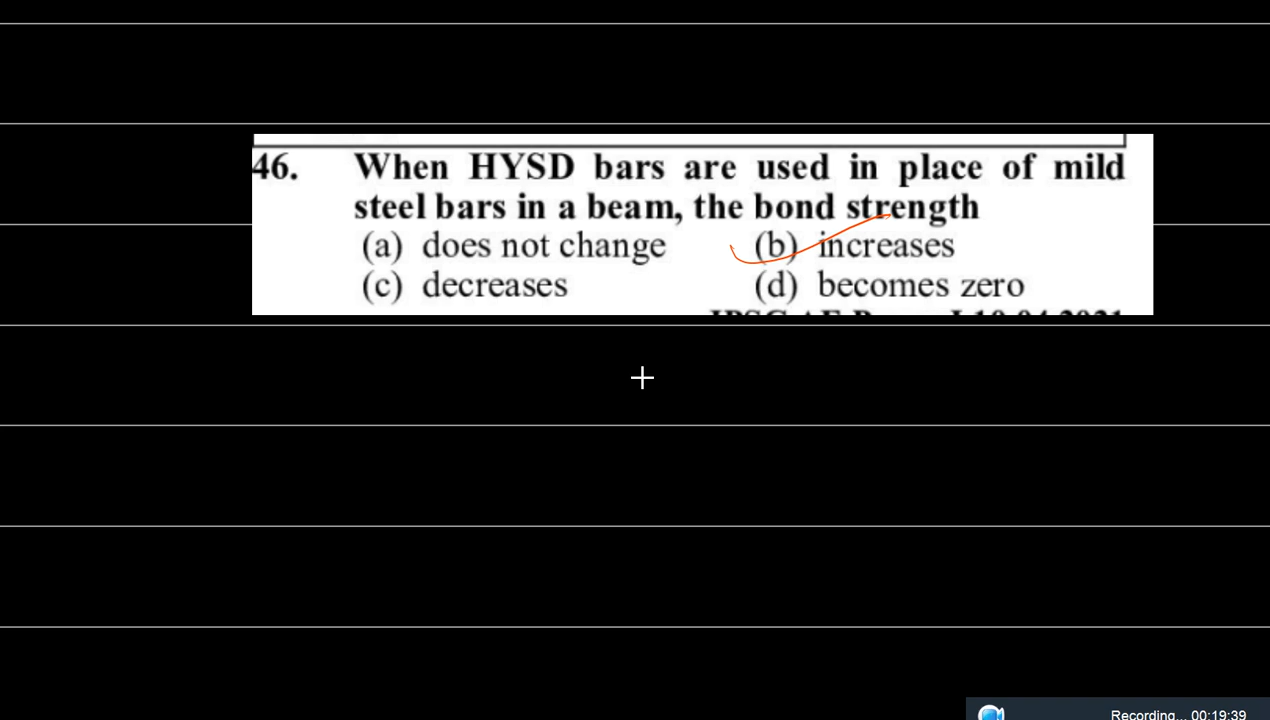 46. When HYSD bars are used in place of mild
steel bars in a beam, the bond strength
(a) does not change (b) increases
(c) decreases (d) becomes zero
Recording... 00:19:39